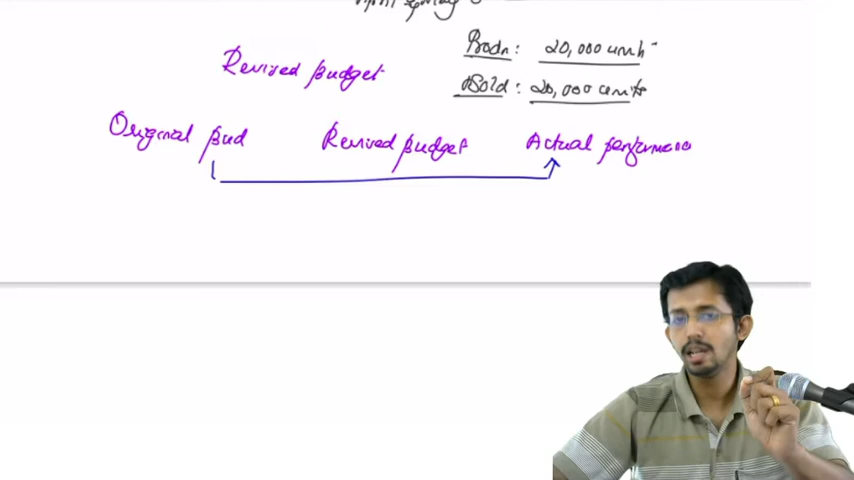 Prodn : 20,000 units
Revised budget
Sold : 20,000 units
Original bud Revised budget Actual performance